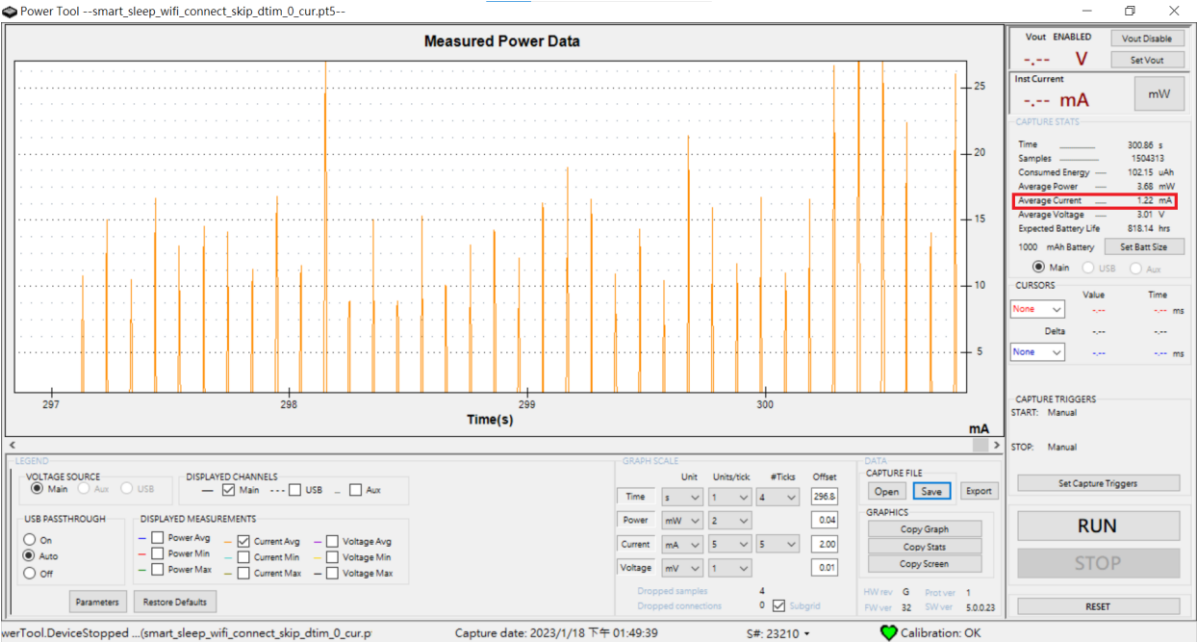 Power Tool --smart_sleep_wifi_connect_skip_dtim_0_cur.pt5--
Measured Power Data
25
20
15
10
5
297 298 299 300
Time(s)
mA
Vout ENABLED Vout Disable
-.-- V Set Vout
Inst Current
-.-- mA mW
CAPTURE STATS
Time 300.86 s
Samples 1504313
Consumed Energy 102.15 uAh
Average Power 3.68 mW
Average Current 1.22 mA
Average Voltage 3.01 V
Expected Battery Life 818.14 hrs
1000 mAh Battery Set Batt Size
Main USB Aux
CURSORS
Value Time
None -.-- -.-- ms
Delta -.-- -.--
None -.-- -.-- ms
CAPTURE TRIGGERS
START: Manual
STOP: Manual
Set Capture Triggers
RUN
STOP
RESET
LEGEND
VOLTAGE SOURCE
Main Aux USB
DISPLAYED CHANNELS
Main USB Aux
USB PASSTHROUGH
On
Auto
Off
DISPLAYED MEASUREMENTS
Power Avg Current Avg Voltage Avg
Power Min Current Min Voltage Min
Power Max Current Max Voltage Max
Parameters Restore Defaults
GRAPH SCALE
Unit Units/tick #Ticks Offset
Time s 1 4 296.8
Power mW 2 0.04
Current mA 5 5 2.00
Voltage mV 1 0.01
Dropped samples 4
Dropped connections 0 Subgrid
DATA
CAPTURE FILE
Open Save Export
GRAPHICS
Copy Graph
Copy Stats
Copy Screen
HW rev G Prot ver 1
FW ver 32 SW ver 5.0.0.23
werTool.DeviceStopped ...(smart_sleep_wifi_connect_skip_dtim_0_cur.p Capture date: 2023/1/18 下午 01:49:39 S#: 23210 Calibration: OK